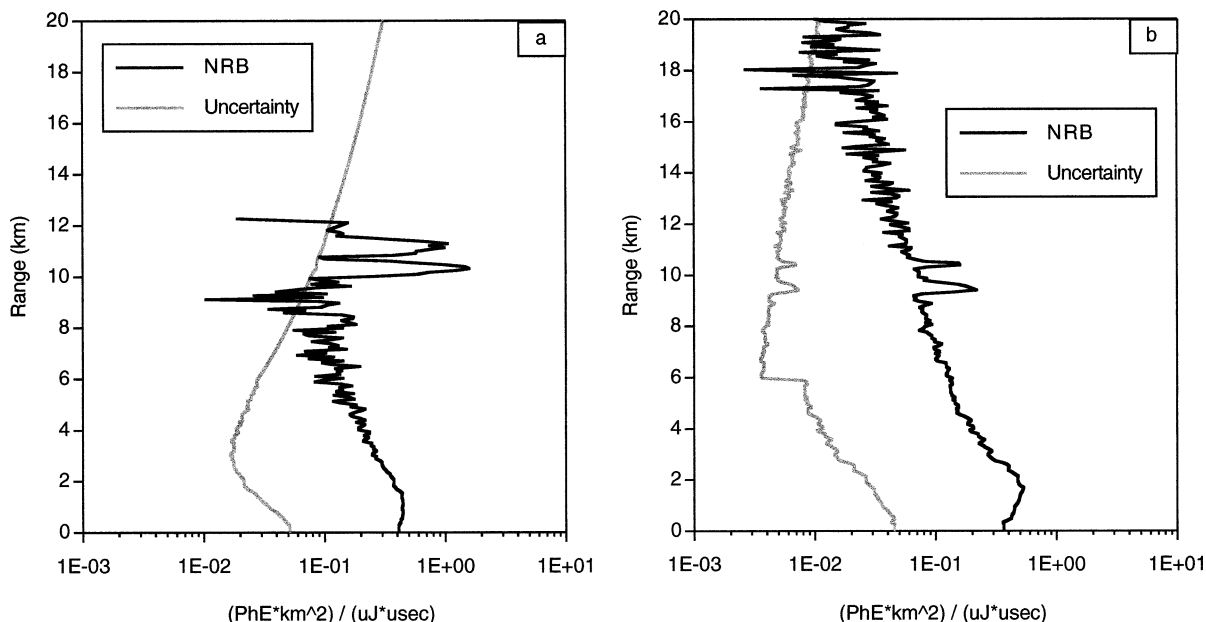 a
NRB
Uncertainty
20
18
16
14
12
10
8
6
4
2
0
Range (km)
1E-03 1E-02 1E-01 1E+00 1E+01
(PhE*km^2) / (uJ*usec)
b
NRB
Uncertainty
20
18
16
14
12
10
8
6
4
2
0
Range (km)
1E-03 1E-02 1E-01 1E+00 1E+01
(PhE*km^2) / (uJ*usec)